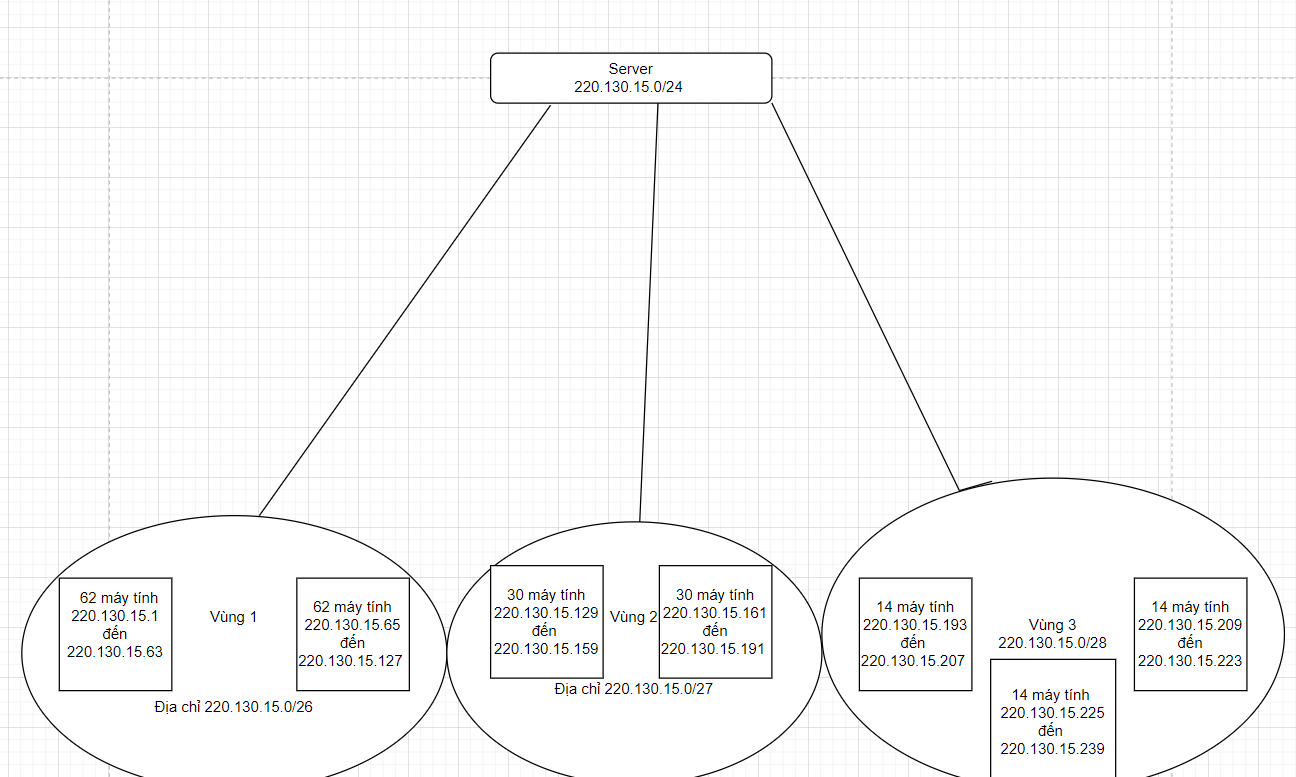 Server
220.130.15.0/24
62 máy tính
220.130.15.1
đến
220.130.15.63
Vùng 1
62 máy tính
220.130.15.65
đến
220.130.15.127
Địa chỉ 220.130.15.0/26
30 máy tính
220.130.15.129
đến
220.130.15.159
Vùng 2
30 máy tính
220.130.15.161
đến
220.130.15.191
Địa chỉ 220.130.15.0/27
14 máy tính
220.130.15.193
đến
220.130.15.207
Vùng 3
220.130.15.0/28
14 máy tính
220.130.15.209
đến
220.130.15.223
14 máy tính
220.130.15.225
đến
220.130.15.239